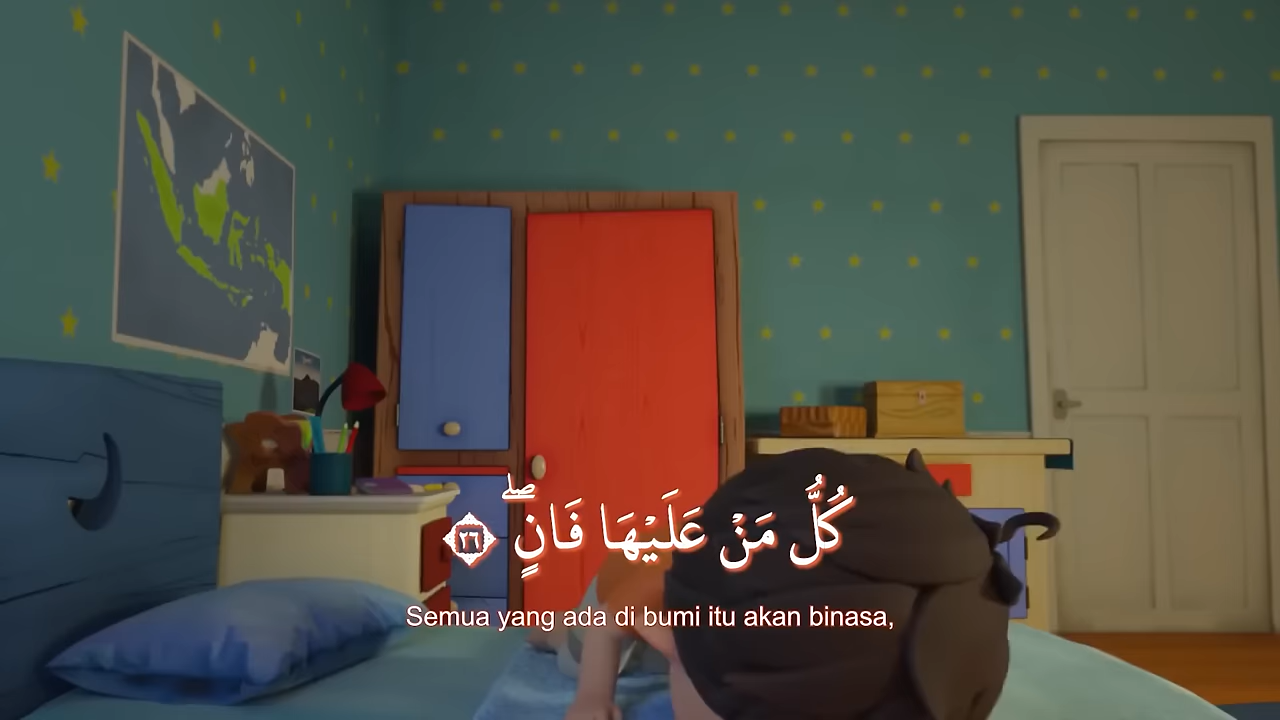 كُلُّ مَنْ عَلَيْهَا فَانٍۖ ۝٢٦
Semua yang ada di bumi itu akan binasa,